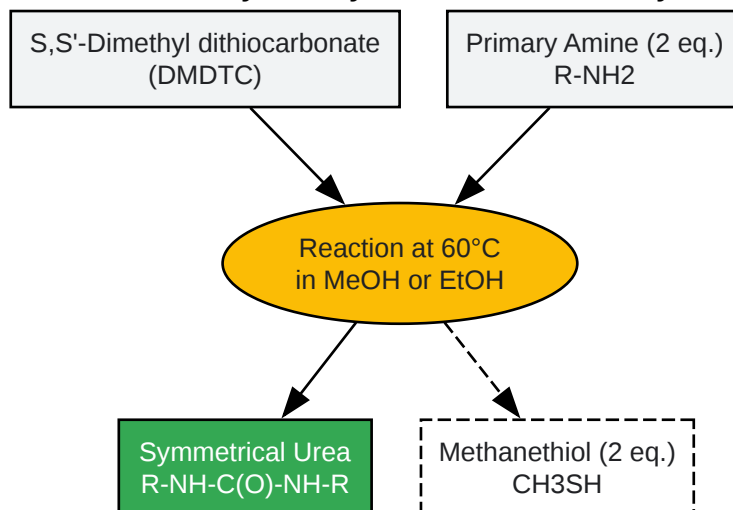 S,S'-Dimethyl dithiocarbonate
(DMDTC)
Primary Amine (2 eq.)
R-NH2
Reaction at 60°C
in MeOH or EtOH
Symmetrical Urea
R-NH-C(O)-NH-R
Methanethiol (2 eq.)
CH3SH